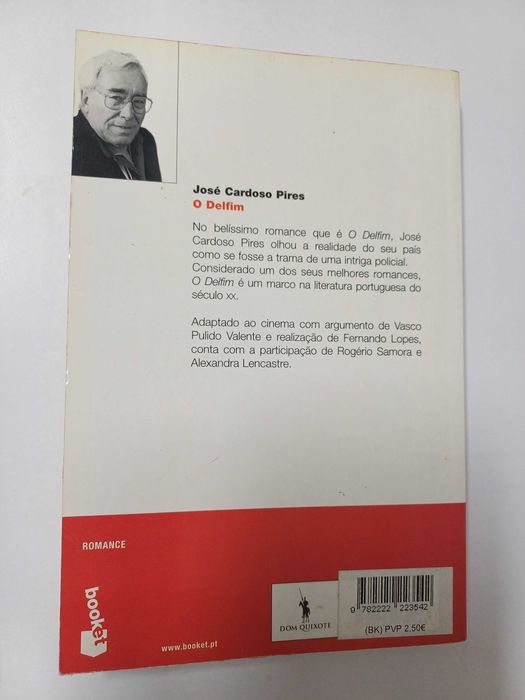 José Cardoso Pires
O Delfim
No belíssimo romance que é O Delfim, José
Cardoso Pires olhou a realidade do seu país
como se fosse a trama de uma intriga policial.
Considerado um dos seus melhores romances,
O Delfim é um marco na literatura portuguesa do
século XX.
Adaptado ao cinema com argumento de Vasco
Pulido Valente e realização de Fernando Lopes,
conta com a participação de Rogério Samora e
Alexandra Lencastre.
ROMANCE
booket
www.booket.pt
DOM QUIXOTE
9 782222 223542
(BK) PVP 2.50€